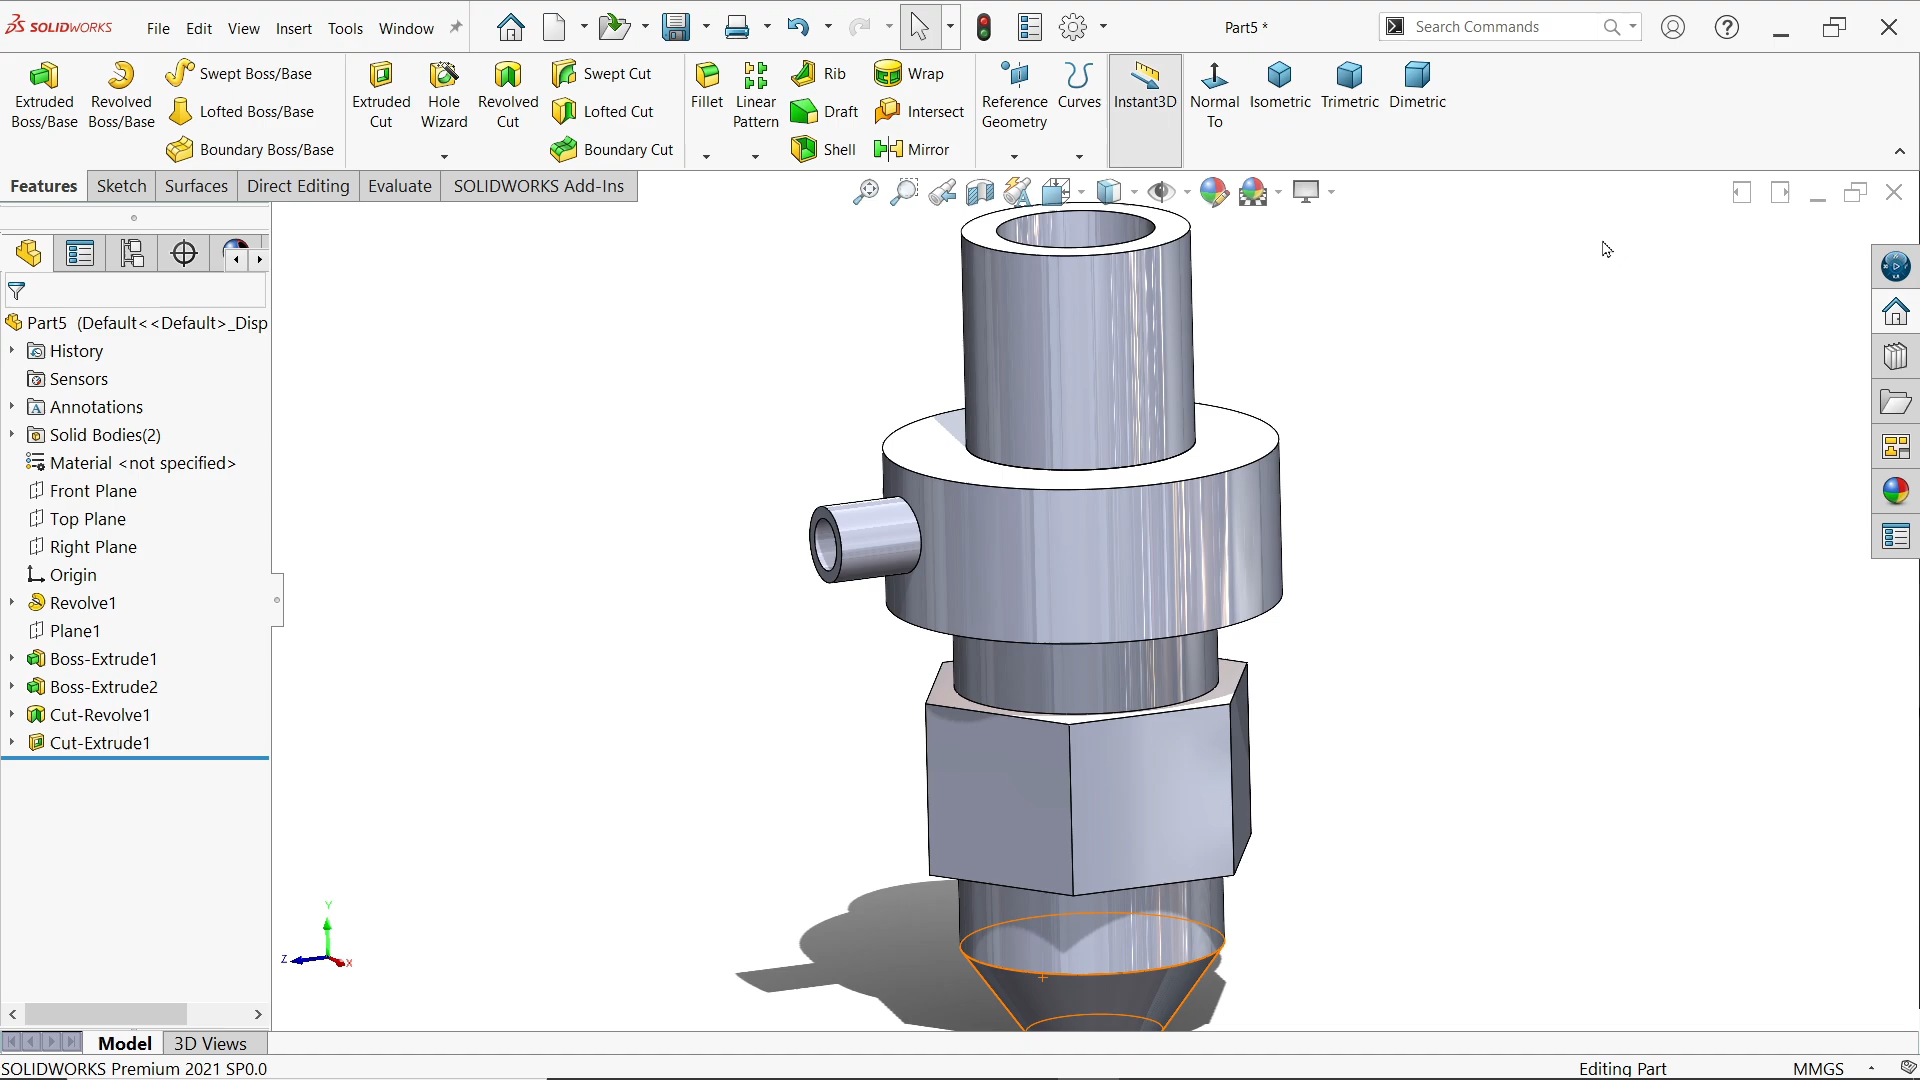 SOLIDWORKS File Edit View Insert Tools Window Part5 * Search Commands
Extruded Boss/Base
Revolved Boss/Base
Swept Boss/Base
Lofted Boss/Base
Boundary Boss/Base
Extruded Cut
Hole Wizard
Revolved Cut
Swept Cut
Lofted Cut
Boundary Cut
Fillet
Linear Pattern
Rib
Draft
Shell
Wrap
Intersect
Mirror
Reference Geometry
Curves
Instant3D
Normal To
Isometric
Trimetric
Dimetric
Features Sketch Surfaces Direct Editing Evaluate SOLIDWORKS Add-Ins
Part5 (Default<<Default>_Disp
History
Sensors
Annotations
Solid Bodies(2)
Material <not specified>
Front Plane
Top Plane
Right Plane
Origin
Revolve1
Plane1
Boss-Extrude1
Boss-Extrude2
Cut-Revolve1
Cut-Extrude1
Y
Z
X
Model 3D Views
SOLIDWORKS Premium 2021 SP0.0 Editing Part MMGS